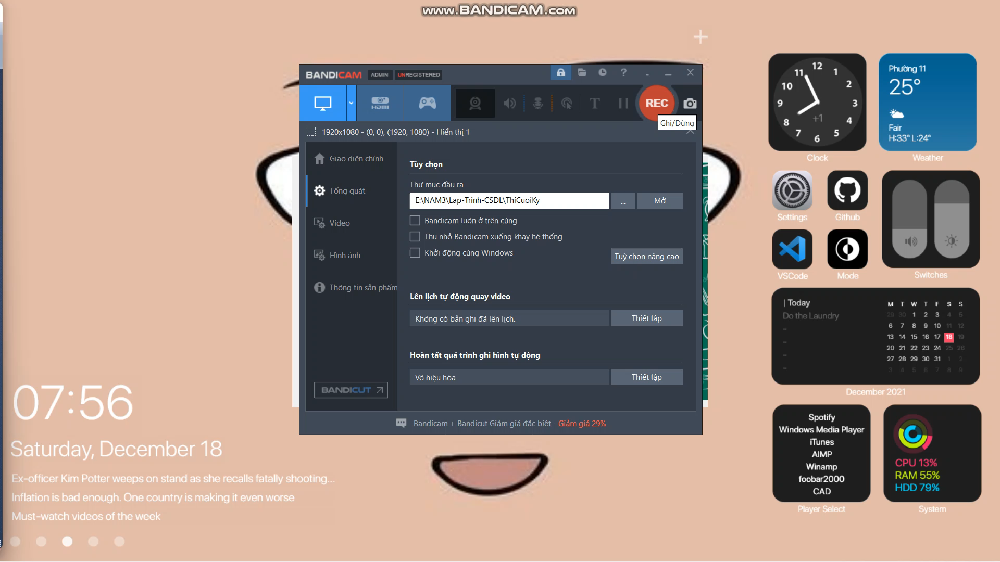 www.BANDICAM.com
BANDICAM ADMIN UNREGISTERED ?
HDMI T REC
Ghi/Dừng
1920x1080 - (0, 0), (1920, 1080) - Hiển thị 1
Giao diện chính
Tổng quát
Video
Hình ảnh
Thông tin sản phẩm
BANDICUT
Tùy chọn
Thư mục đầu ra
E:\NAM3\Lap-Trinh-CSDL\ThiCuoiKy ... Mở
Bandicam luôn ở trên cùng
Thu nhỏ Bandicam xuống khay hệ thống
Khởi động cùng Windows
Tuỳ chọn nâng cao
Lên lịch tự động quay video
Không có bản ghi đã lên lịch. Thiết lập
Hoàn tất quá trình ghi hình tự động
Vô hiệu hóa Thiết lập
Bandicam + Bandicut Giảm giá đặc biệt - Giảm giá 29%
07:56
Saturday, December 18
Ex-officer Kim Potter weeps on stand as she recalls fatally shooting...
Inflation is bad enough. One country is making it even worse
Must-watch videos of the week
12 1 2 3 4 5 6 7 8 9 10 11
+1
Clock
Phường 11
25°
Fair
H:33° L:24°
Weather
Settings
Github
VSCode
Mode
Switches
| Today
Do the Laundry
-
-
-
-
M T W T F S S
29 30 1 2 3 4 5
6 7 8 9 10 11 12
13 14 15 16 17 18 19
20 21 22 23 24 25 26
27 28 29 30 31 1 2
3 4 5 6 7 8 9
December 2021
Spotify
Windows Media Player
iTunes
AIMP
Winamp
foobar2000
CAD
Player Select
CPU 13%
RAM 55%
HDD 79%
System